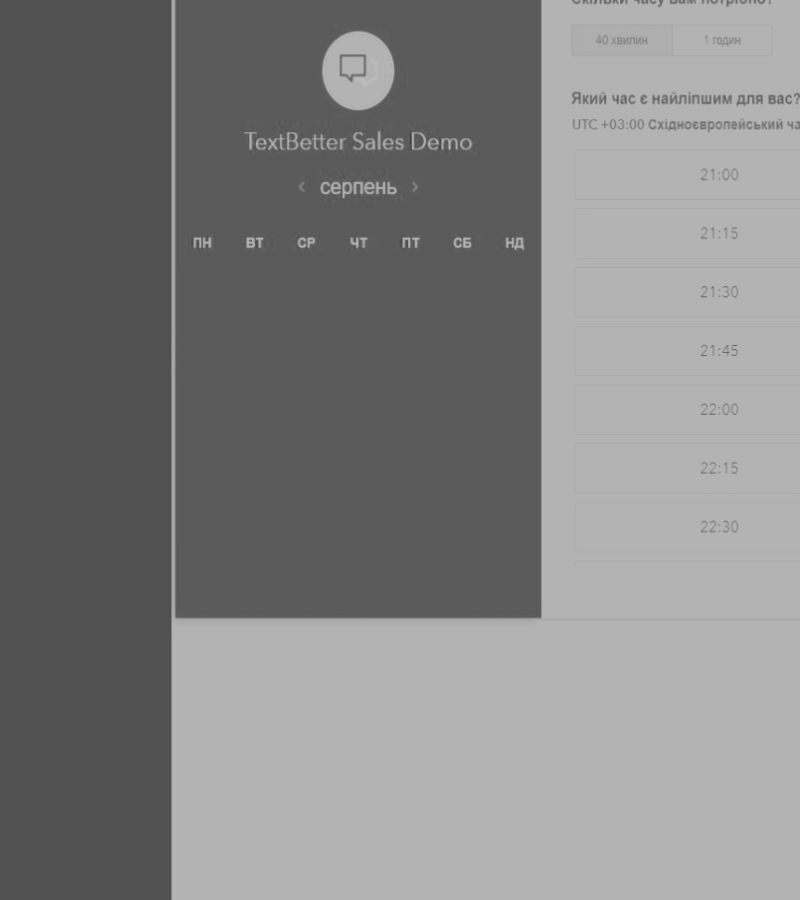 TextBetter Sales Demo
серпень
ПН ВТ СР ЧТ ПТ СБ НД
Скільки часу вам потрібно?
40 хвилин
1 годин
Який час є найліпшим для вас?
UTC +03:00 Східноєвропейський
21:00
21:15
21:30
21:45
22:00
22:15
22:30